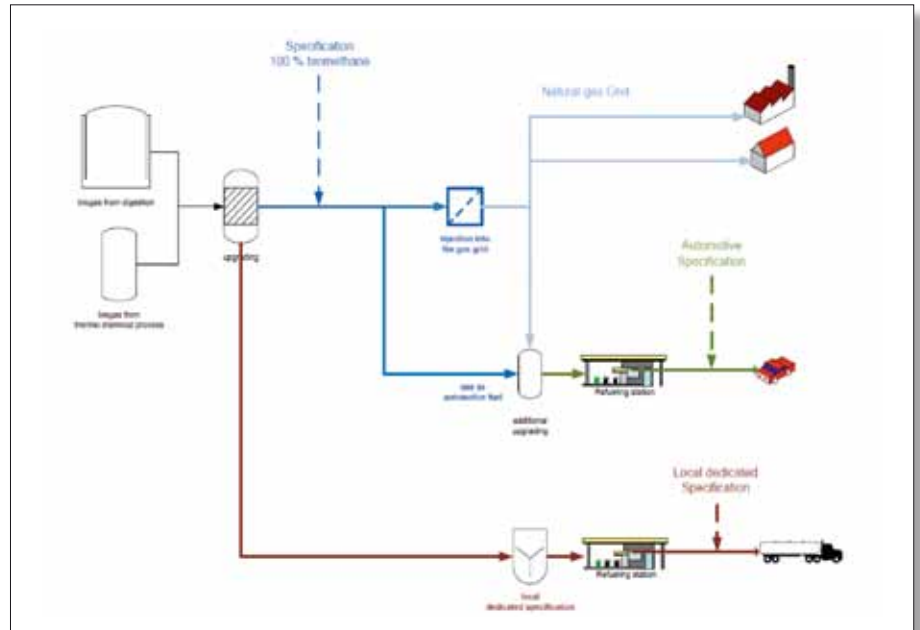 Specification
100 % biomethane
Natural gas Grid
biogas from digestion
upgrading
injection into
the gas grid
Automotive
Specification
biogas from
thermo chemical process
use as
automotive fuel
Refueling station
additional
upgrading
Local dedicated
Specification
Refueling station
local
dedicated specification